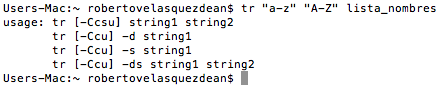 Users-Mac:~ robertovelasquezdean$ tr "a-z" "A-Z" lista_nombres
usage: tr [-Ccsu] string1 string2
       tr [-Ccu] -d string1
       tr [-Ccu] -s string1
       tr [-Ccu] -ds string1 string2
Users-Mac:~ robertovelasquezdean$